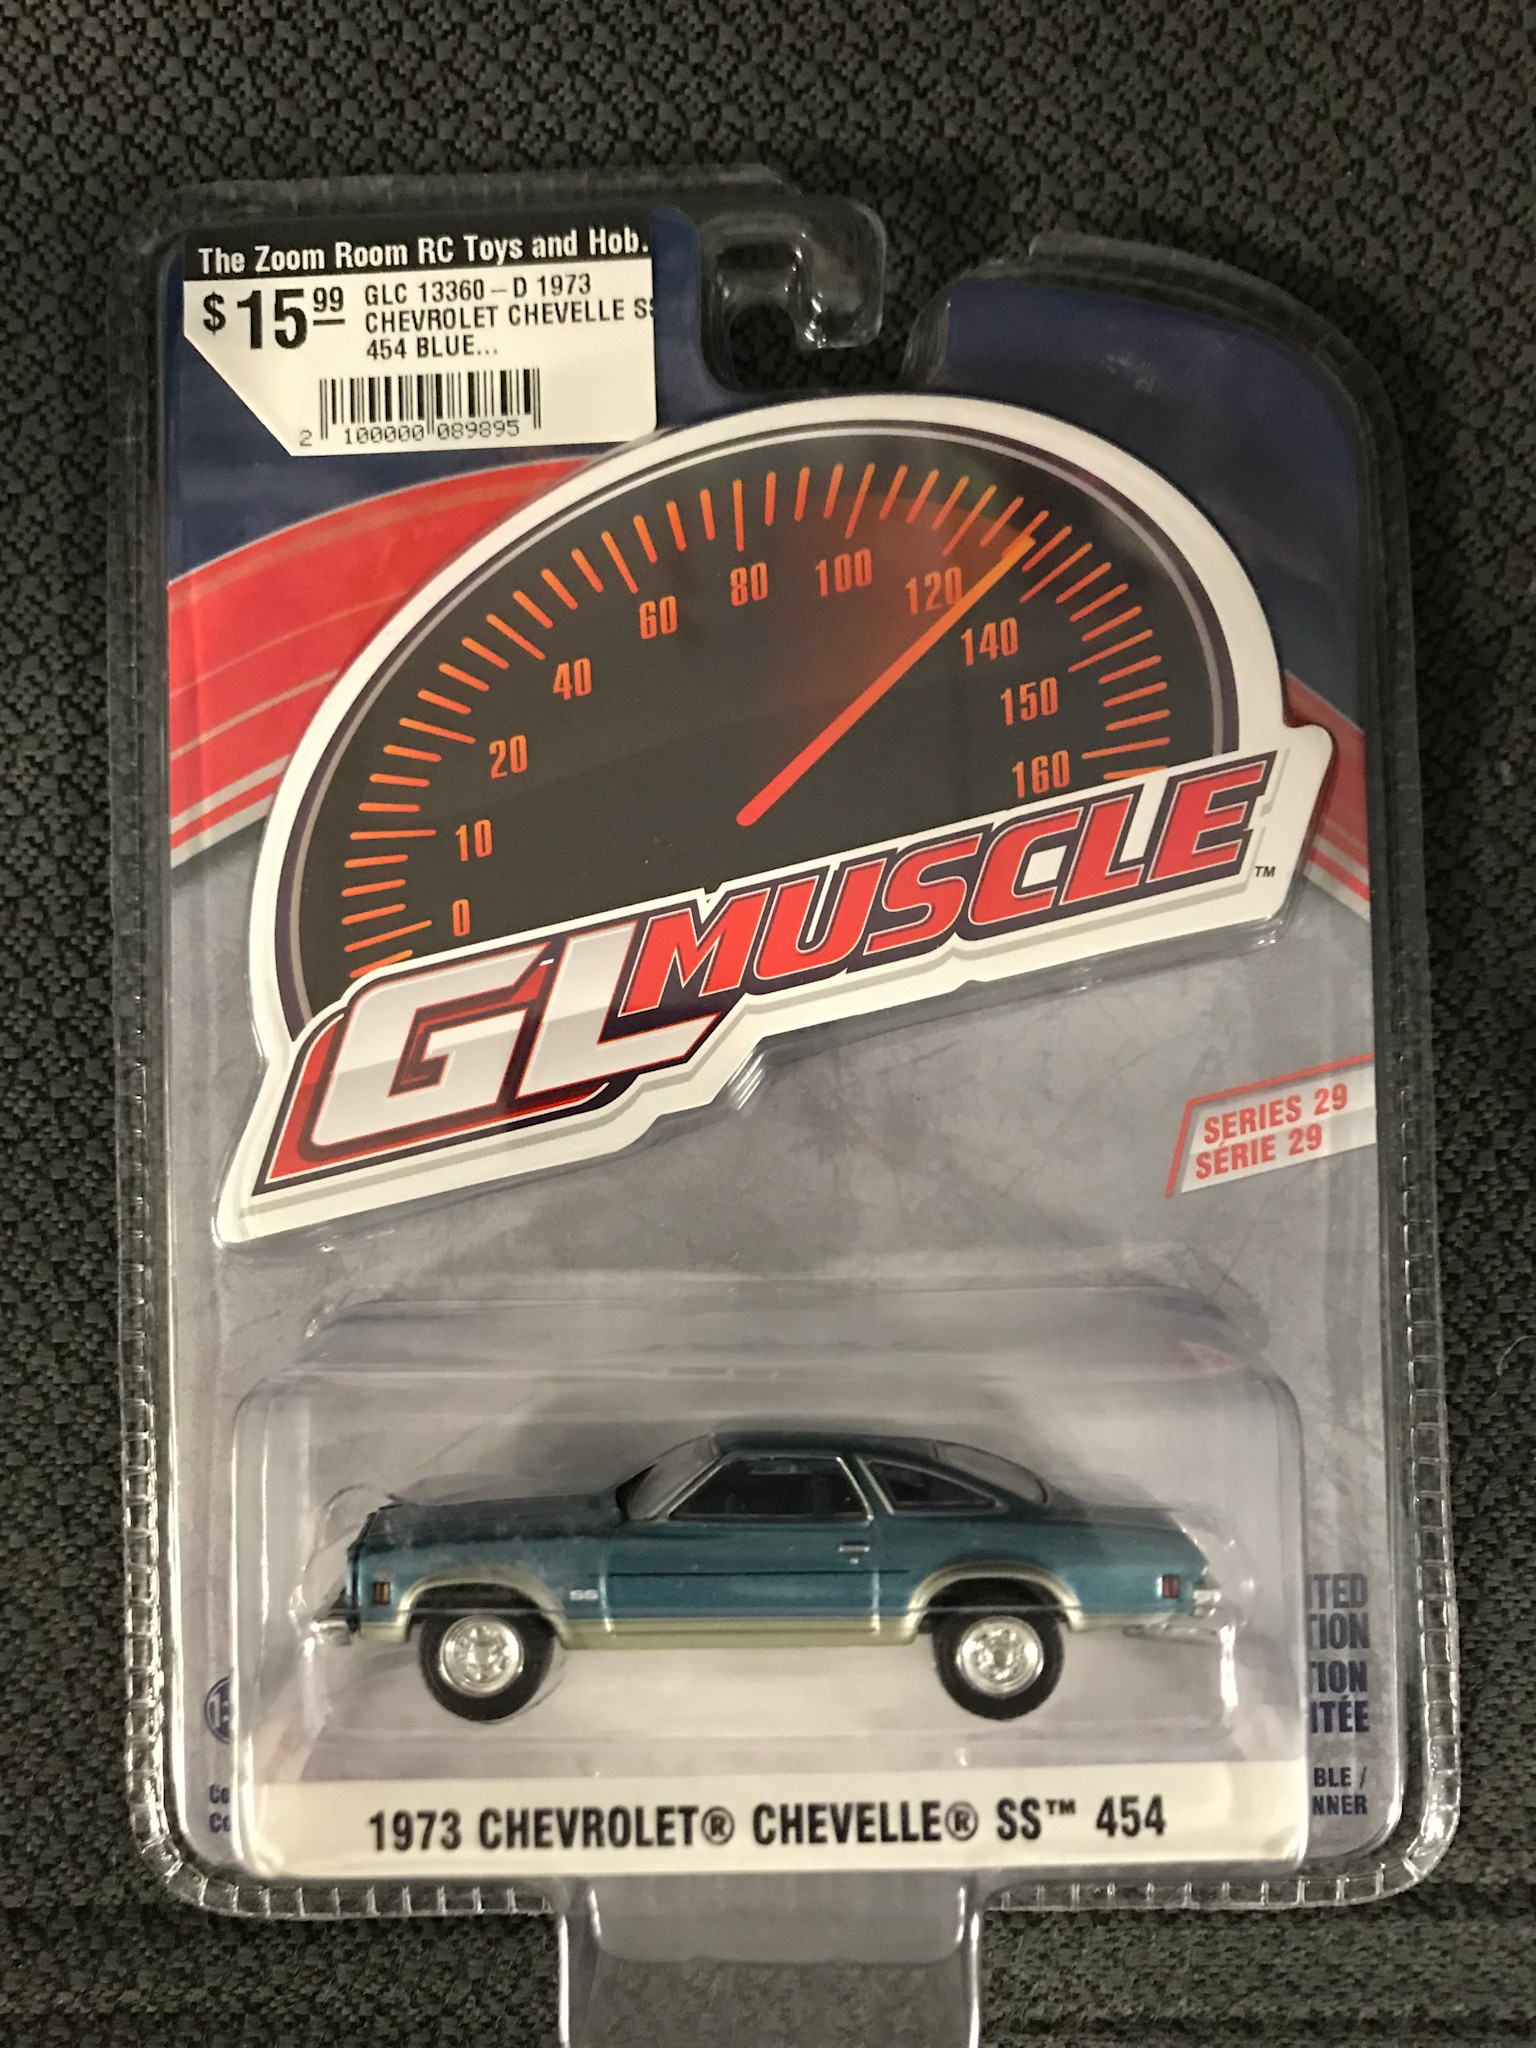 The Zoom Room RC Toys and Hob.
$15.99
GLC 13360-D 1973
CHEVROLET CHEVELLE SS
454 BLUE...
2 100000 089895
0
10
20
40
60
80
100
120
140
150
160
GL MUSCLE™
SERIES 29
SÉRIE 29
SS
1973 CHEVROLET® CHEVELLE® SS™ 454